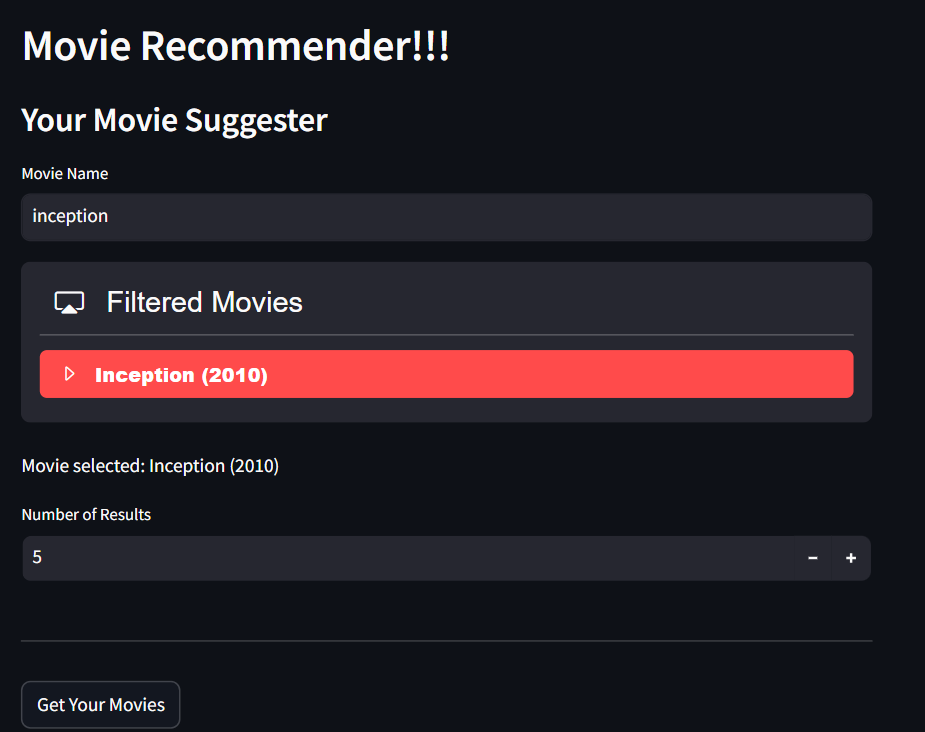 Movie Recommender!!!
Your Movie Suggester
Movie Name
inception
Filtered Movies
Inception (2010)
Movie selected: Inception (2010)
Number of Results
5
Get Your Movies